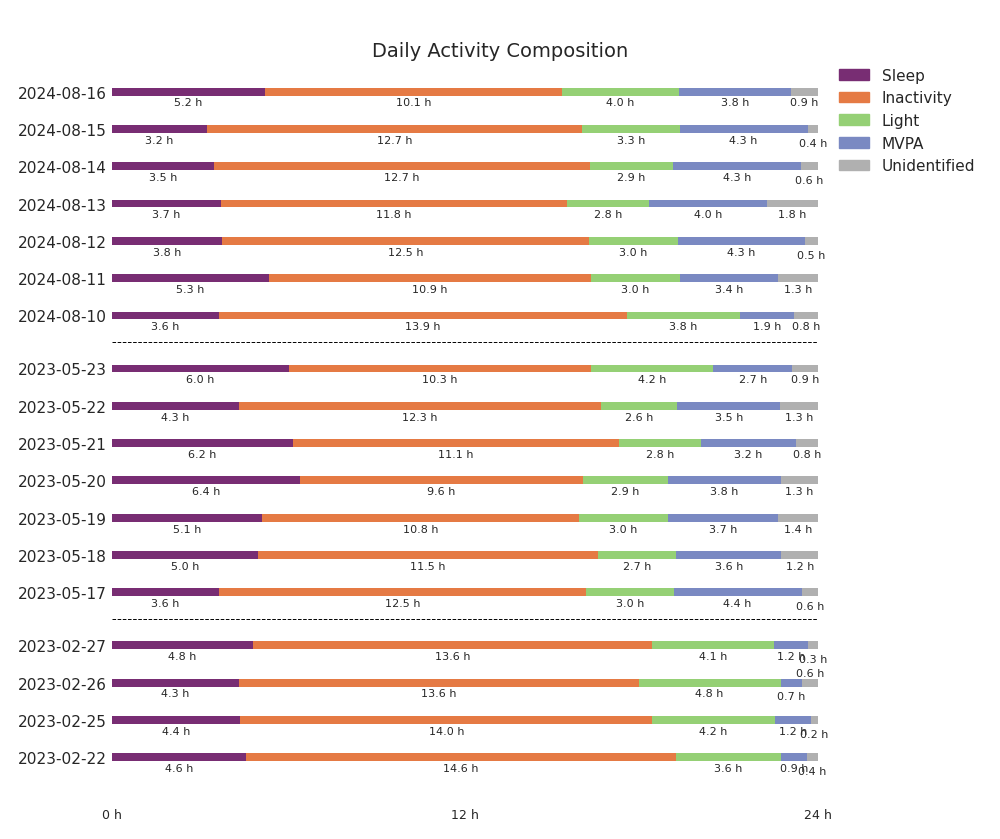 Daily Activity Composition
Sleep
Inactivity
Light
MVPA
Unidentified
2024-08-16
5.2 h 10.1 h 4.0 h 3.8 h 0.9 h
2024-08-15
3.2 h 12.7 h 3.3 h 4.3 h 0.4 h
2024-08-14
3.5 h 12.7 h 2.9 h 4.3 h 0.6 h
2024-08-13
3.7 h 11.8 h 2.8 h 4.0 h 1.8 h
2024-08-12
3.8 h 12.5 h 3.0 h 4.3 h 0.5 h
2024-08-11
5.3 h 10.9 h 3.0 h 3.4 h 1.3 h
2024-08-10
3.6 h 13.9 h 3.8 h 1.9 h 0.8 h
2023-05-23
6.0 h 10.3 h 4.2 h 2.7 h 0.9 h
2023-05-22
4.3 h 12.3 h 2.6 h 3.5 h 1.3 h
2023-05-21
6.2 h 11.1 h 2.8 h 3.2 h 0.8 h
2023-05-20
6.4 h 9.6 h 2.9 h 3.8 h 1.3 h
2023-05-19
5.1 h 10.8 h 3.0 h 3.7 h 1.4 h
2023-05-18
5.0 h 11.5 h 2.7 h 3.6 h 1.2 h
2023-05-17
3.6 h 12.5 h 3.0 h 4.4 h 0.6 h
2023-02-27
4.8 h 13.6 h 4.1 h 1.2 h 0.3 h
2023-02-26
4.3 h 13.6 h 4.8 h 0.7 h 0.6 h
2023-02-25
4.4 h 14.0 h 4.2 h 1.2 h 0.2 h
2023-02-22
4.6 h 14.6 h 3.6 h 0.9 h 0.4 h
0 h 12 h 24 h